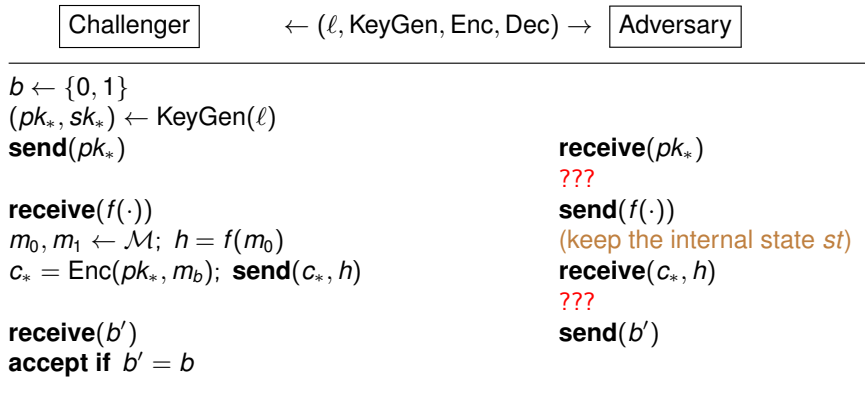 Challenger ← (ℓ, KeyGen, Enc, Dec) → Adversary
b ← {0, 1}
(pk∗, sk∗) ← KeyGen(ℓ)
send(pk∗) receive(pk∗)
???
receive(f(·)) send(f(·))
m₀, m₁ ← ℳ; h = f(m₀) (keep the internal state st)
c∗ = Enc(pk∗, m_b); send(c∗, h) receive(c∗, h)
???
receive(b′) send(b′)
accept if b′ = b